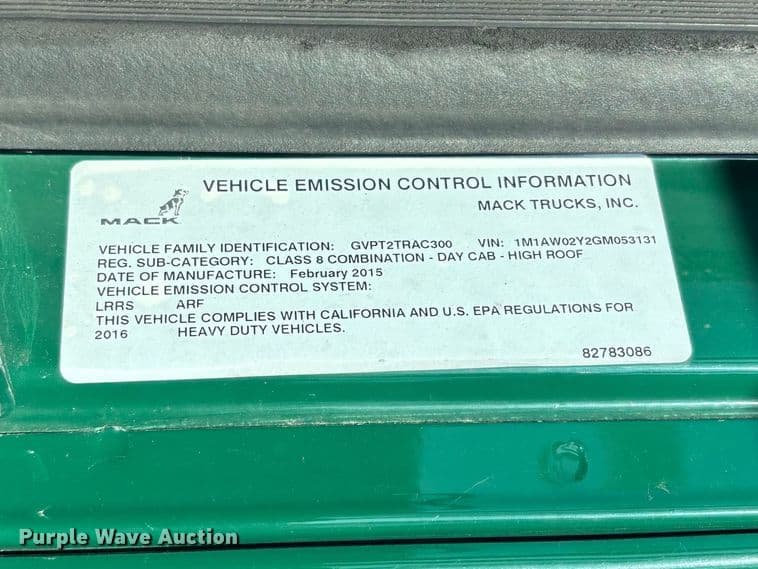 VEHICLE EMISSION CONTROL INFORMATION
MACK
MACK TRUCKS, INC.
VEHICLE FAMILY IDENTIFICATION: GVPT2TRAC300 VIN: 1M1AW02Y2GM053131
REG. SUB-CATEGORY: CLASS 8 COMBINATION - DAY CAB - HIGH ROOF
DATE OF MANUFACTURE: February 2015
VEHICLE EMISSION CONTROL SYSTEM:
LRRS ARF
THIS VEHICLE COMPLIES WITH CALIFORNIA AND U.S. EPA REGULATIONS FOR
2016 HEAVY DUTY VEHICLES.
82783086
Purple Wave Auction